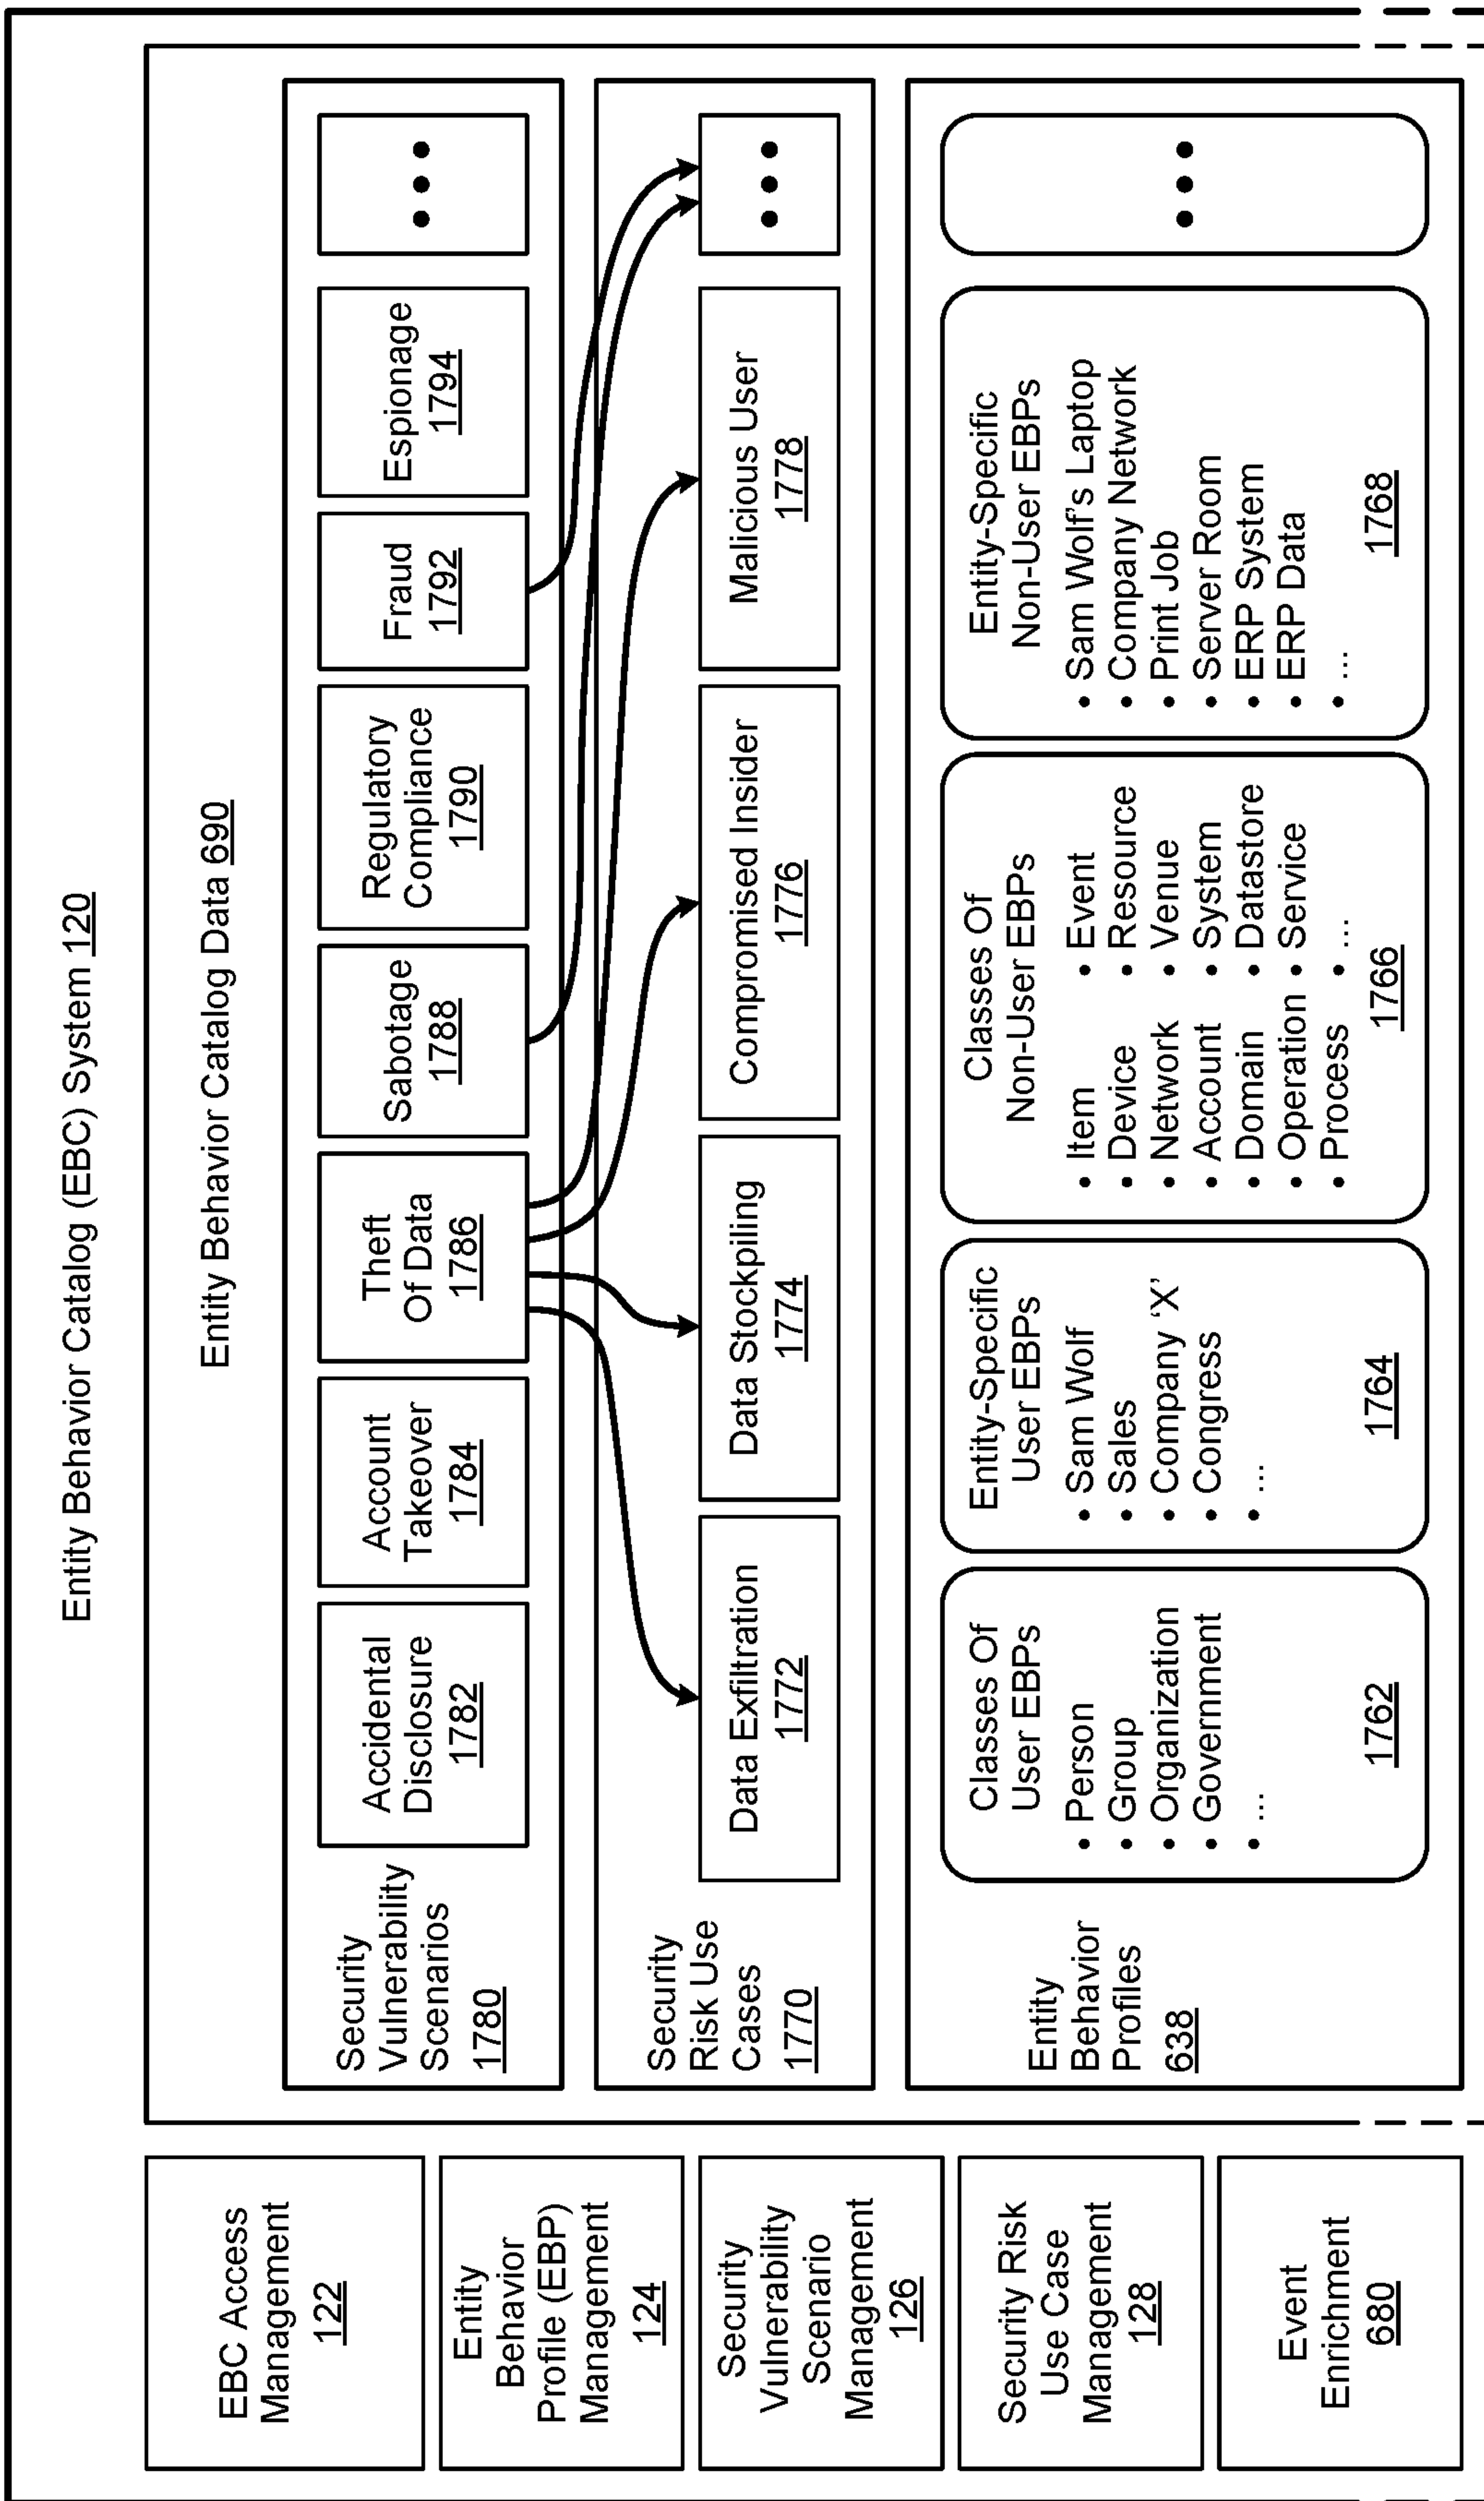 Entity Behavior Catalog (EBC) System 120
EBC Access
Management
122
Entity
Behavior
Profile (EBP)
Management
124
Security
Vulnerability
Scenario
Management
126
Security Risk
Use Case
Management
128
Event
Enrichment
680
Entity Behavior Catalog Data 690
Security
Vulnerability
Scenarios
1780
Accidental
Disclosure
1782
Account
Takeover
1784
Theft
Of Data
1786
Sabotage
1788
Regulatory
Compliance
1790
Fraud
1792
Espionage
1794
•••
Security
Risk Use
Cases
1770
Data Exfiltration
1772
Data Stockpiling
1774
Compromised Insider
1776
Malicious User
1778
•••
Entity
Behavior
Profiles
638
Classes Of
User EBPs
• Person
• Group
• Organization
• Government
• ...
1762
Entity-Specific
User EBPs
• Sam Wolf
• Sales
• Company ‘X’
• Congress
• ...
1764
Classes Of
Non-User EBPs
• Item • Event
• Device • Resource
• Network • Venue
• Account • System
• Domain • Datastore
• Operation • Service
• Process • ...
1766
Entity-Specific
Non-User EBPs
• Sam Wolf's Laptop
• Company Network
• Print Job
• Server Room
• ERP System
• ERP Data
• ...
1768
•••